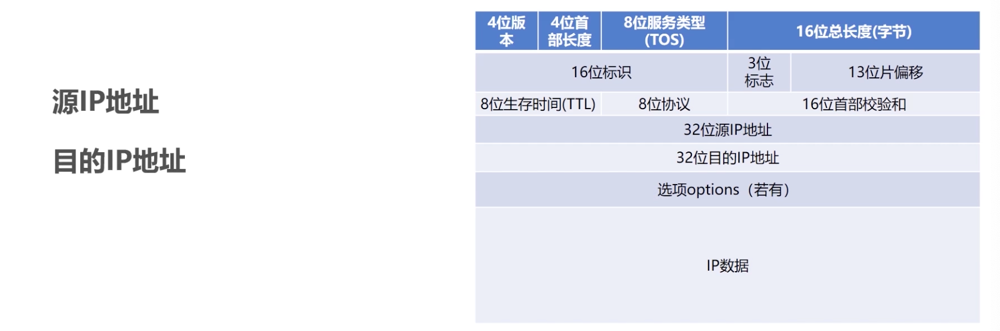 源IP地址
目的IP地址
4位版
本
4位首
部长度
8位服务类型
(TOS)
16位总长度(字节)
16位标识
3位
标志
13位片偏移
8位生存时间(TTL)
8位协议
16位首部校验和
32位源IP地址
32位目的IP地址
选项options（若有）
IP数据